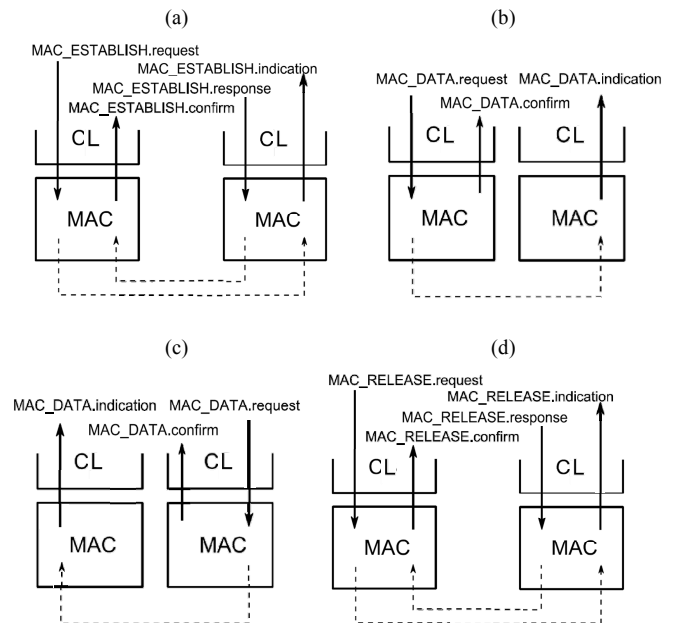 (a)
MAC_ESTABLISH.request
MAC_ESTABLISH.indication
MAC_ESTABLISH.response
MAC_ESTABLISH.confirm
CL
CL
MAC
MAC
(b)
MAC_DATA.request
MAC_DATA.indication
MAC_DATA.confirm
CL
CL
MAC
MAC
(c)
MAC_DATA.indication
MAC_DATA.request
MAC_DATA.confirm
CL
CL
MAC
MAC
(d)
MAC_RELEASE.request
MAC_RELEASE.indication
MAC_RELEASE.response
MAC_RELEASE.confirm
CL
CL
MAC
MAC